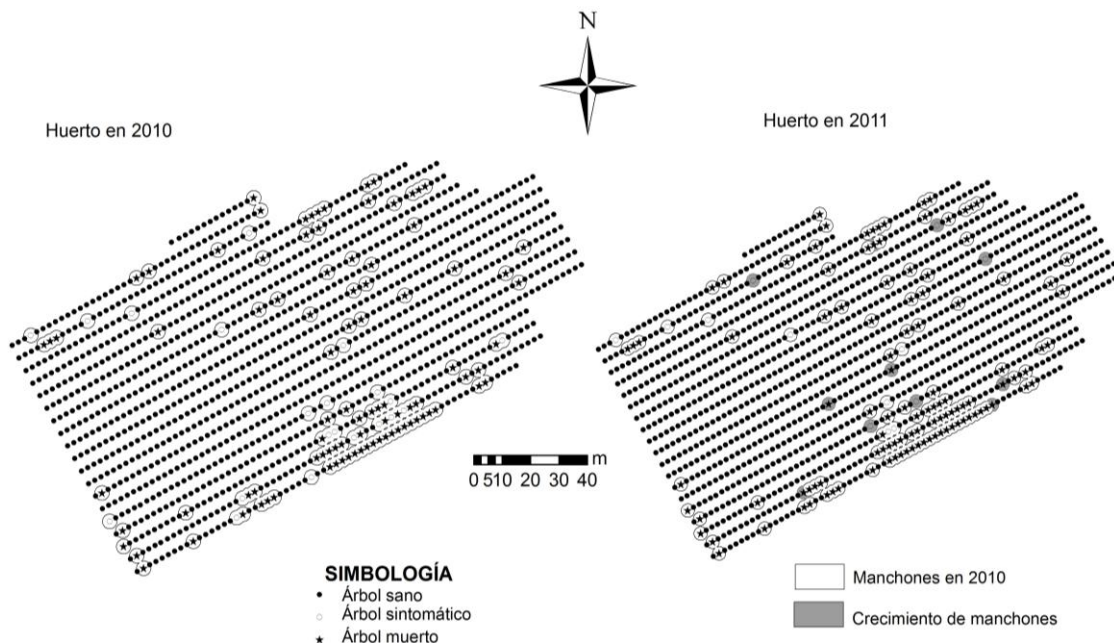 N
Huerto en 2010
Huerto en 2011
m
0 5 10 20 30 40
SIMBOLOGÍA
Árbol sano
Árbol sintomático
Árbol muerto
Manchones en 2010
Crecimiento de manchones